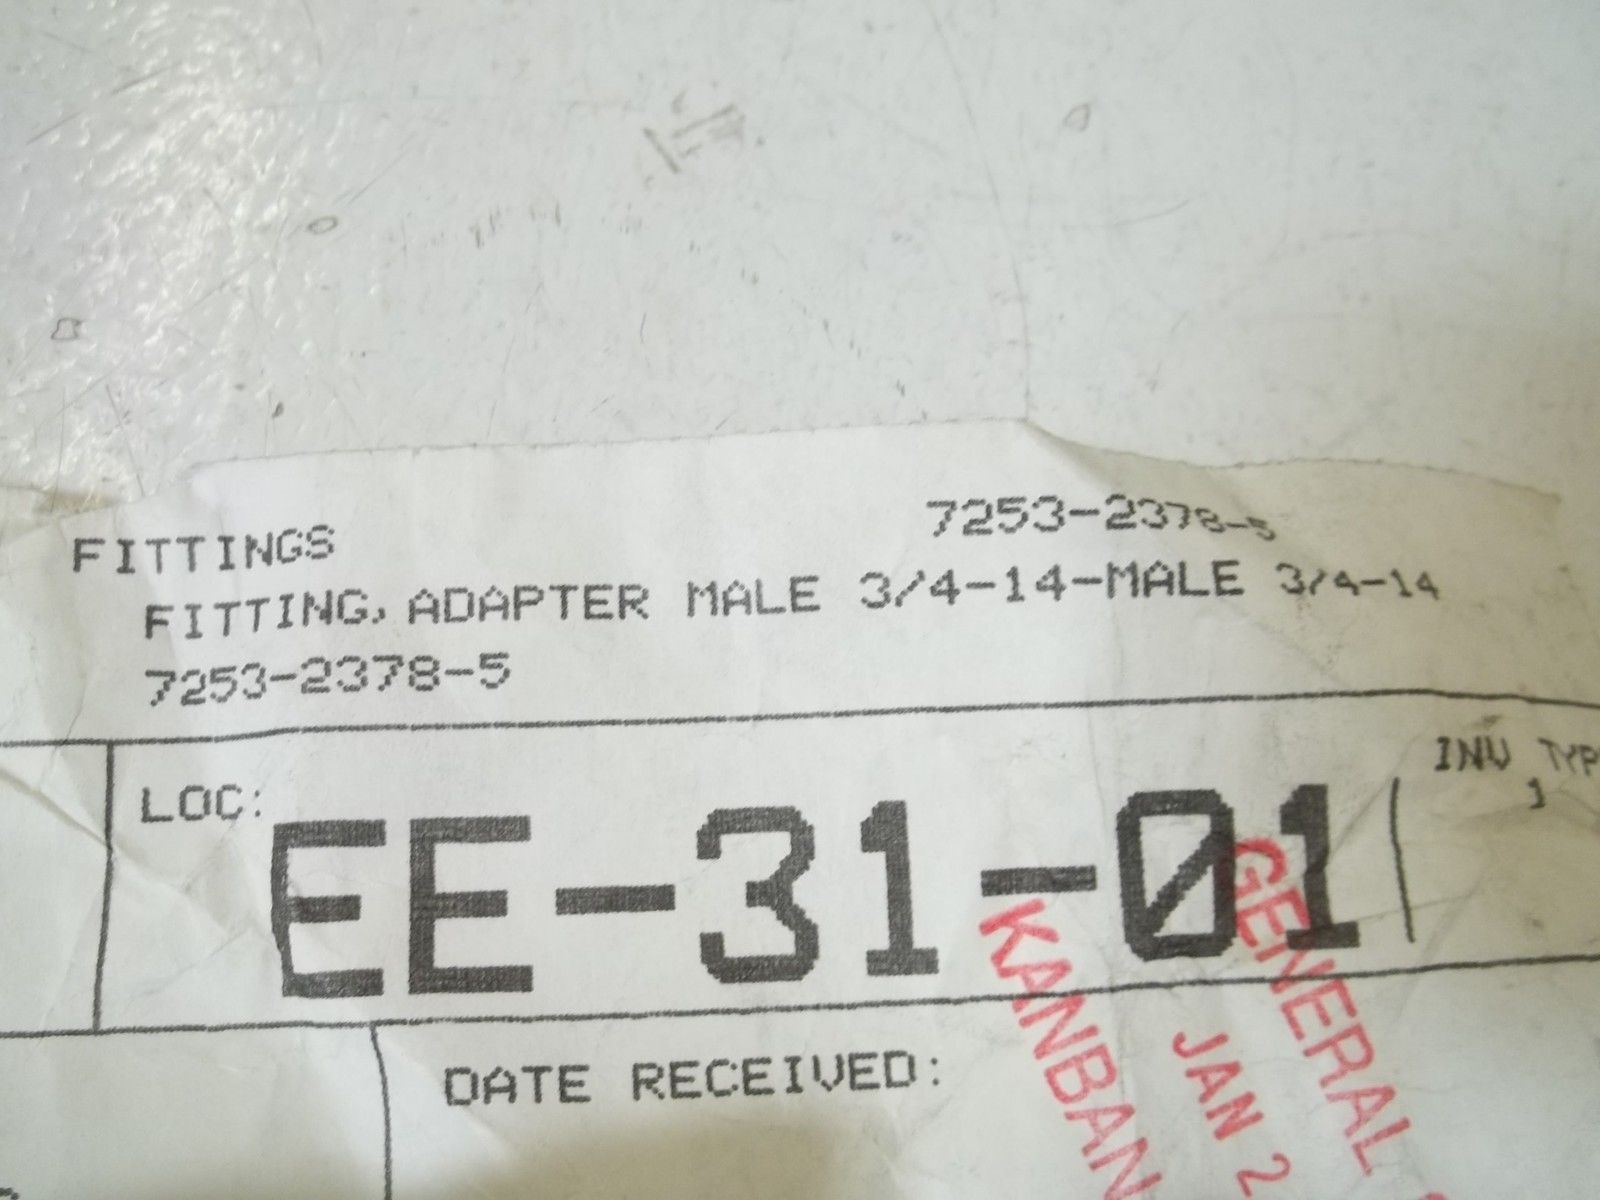 FITTINGS 7253-2378-5
FITTING, ADAPTER MALE 3/4-14-MALE 3/4-14
7253-2378-5
LOC: EE-31-01
INV TYP
1
DATE RECEIVED:
GENERAL
JAN 2
KANBAN